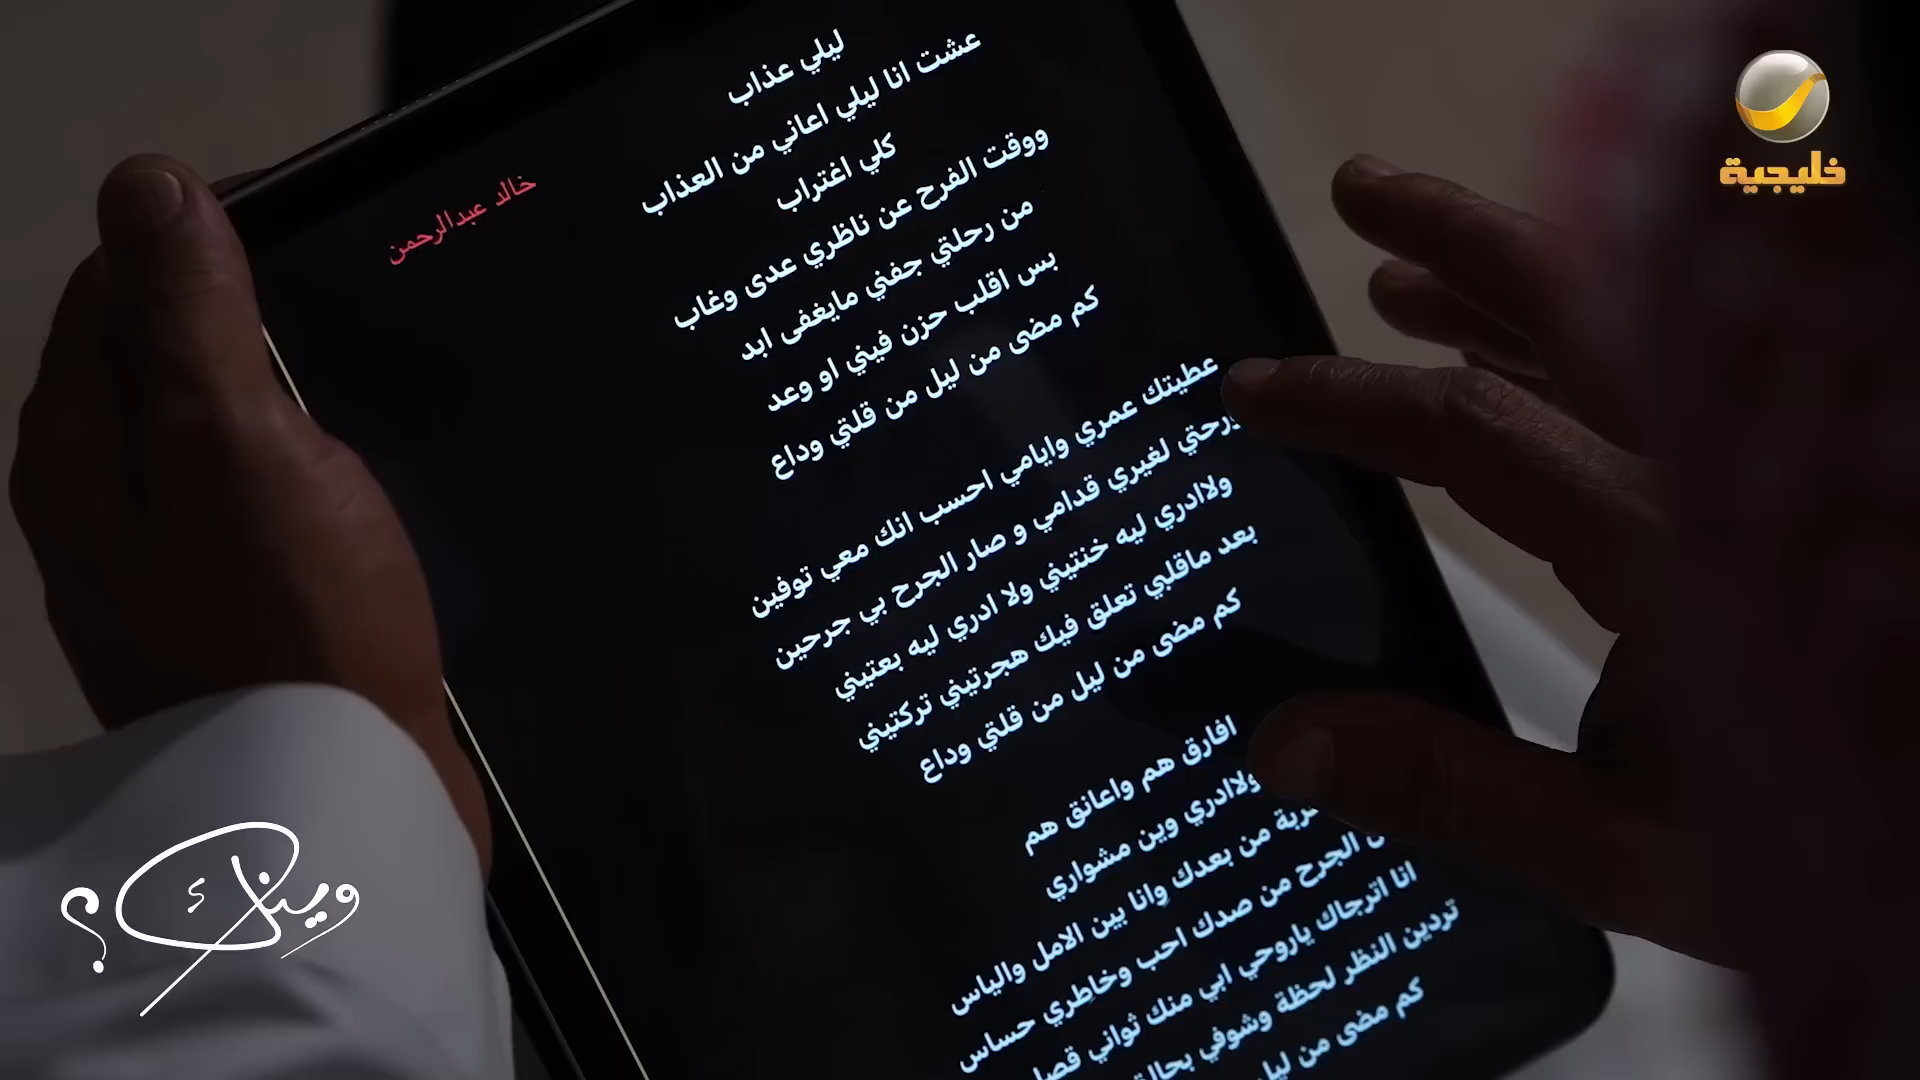 خليجية
خالد عبدالرحمن
ليلي عذاب
عشت انا ليلي اعاني من العذاب
كلي اغتراب
ووقت الفرح عن ناظري عدى وغاب
من رحلتي جفني مايغفى ابد
بس اقلب حزن فيني او وعد
كم مضى من ليل من قلتي وداع
عطيتك عمري وايامي احسب انك معي توفين
ورحتي لغيري قدامي و صار الجرح بي جرحين
ولاادري ليه خنتيني ولا ادري ليه بعتيني
بعد ماقلبي تعلق فيك هجرتيني تركتيني
كم مضى من ليل من قلتي وداع
افارق هم واعانق هم
ولاادري وين مشواري
من بعدك وانا بين الامل والياس
الجرح من صدك احب وخاطري حساس
انا اترجاك ياروحي ابي منك ثواني
تردين النظر لحظة وشوفي
كم مضى من ليل
وينك؟